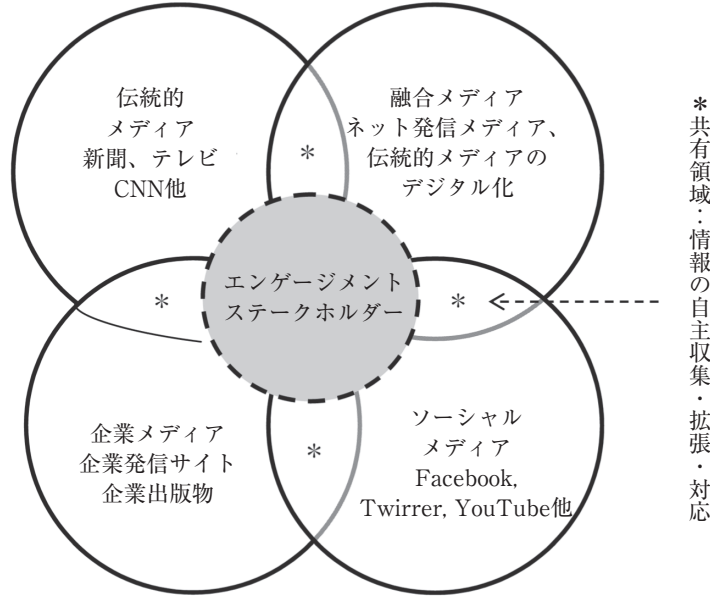 伝統的
メディア
新聞、テレビ
CNN他
融合メディア
ネット発信メディア、
伝統的メディアの
デジタル化
*
*
エンゲージメント
ステークホルダー
*
企業メディア
企業発信サイト
企業出版物
*
ソーシャル
メディア
Facebook,
Twirrer, YouTube他
*共有領域:情報の自主収集・拡張・対応